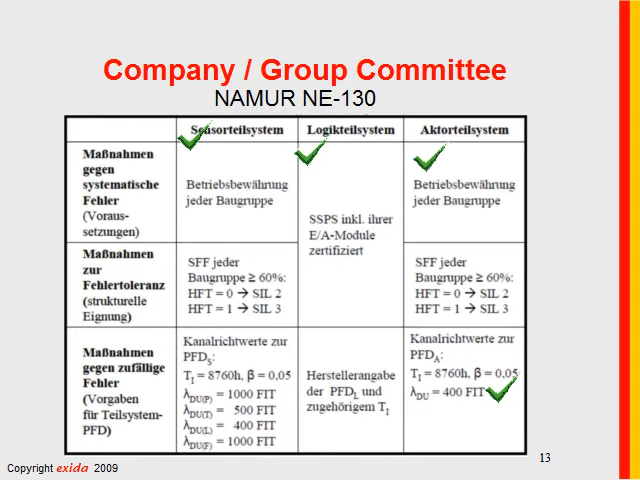 Company / Group Committee
NAMUR NE-130
Sensorteilsystem
Logikteilsystem
Aktorteilsystem
Maßnahmen
gegen
systematische
Fehler
(Voraus-
setzungen)
Betriebsbewährung
jeder Baugruppe
SSPS inkl. ihrer
E/A-Module
zertifiziert
Betriebsbewährung
jeder Baugruppe
Maßnahmen
zur
Fehlertoleranz
(strukturelle
Eignung)
SFF jeder
Baugruppe ≥ 60%:
HFT = 0 → SIL 2
HFT = 1 → SIL 3
SFF jeder
Baugruppe ≥ 60%:
HFT = 0 → SIL 2
HFT = 1 → SIL 3
Maßnahmen
gegen zufällige
Fehler
(Vorgaben
für Teilsystem-
PFD)
Kanalrichtwerte zur
PFDS:
TI = 8760h, β = 0,05
λDU(P) = 1000 FIT
λDU(T) = 500 FIT
λDU(L) = 400 FIT
λDU(F) = 1000 FIT
Herstellerangabe
der PFDL und
zugehörigem TI
Kanalrichtwerte zur
PFDA:
TI = 8760h, β = 0,05
λDU = 400 FIT
13
Copyright exida 2009